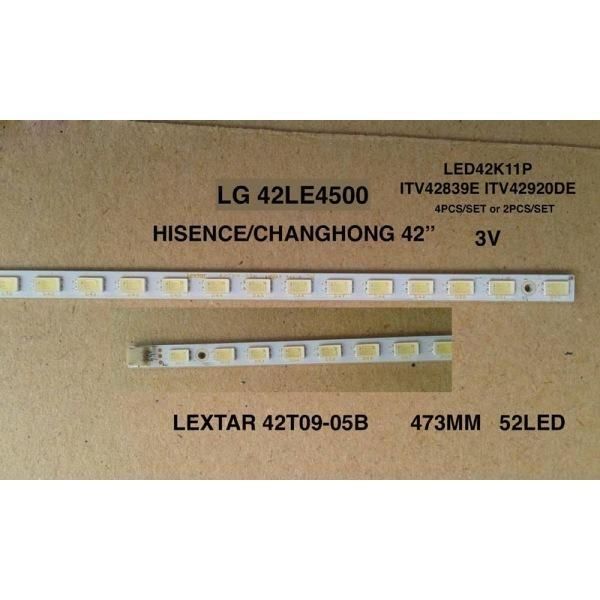 LED42K11P
LG 42LE4500
ITV42839E ITV42920DE
4PCS/SET or 2PCS/SET
HISENCE/CHANGHONG 42”
3V
Lextar
LEXTAR 42T09-05B 473MM 52LED